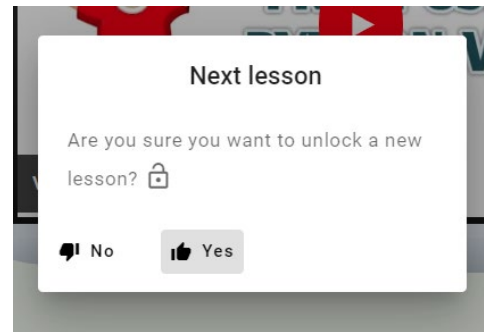 Next lesson
Are you sure you want to unlock a new
lesson?
No
Yes